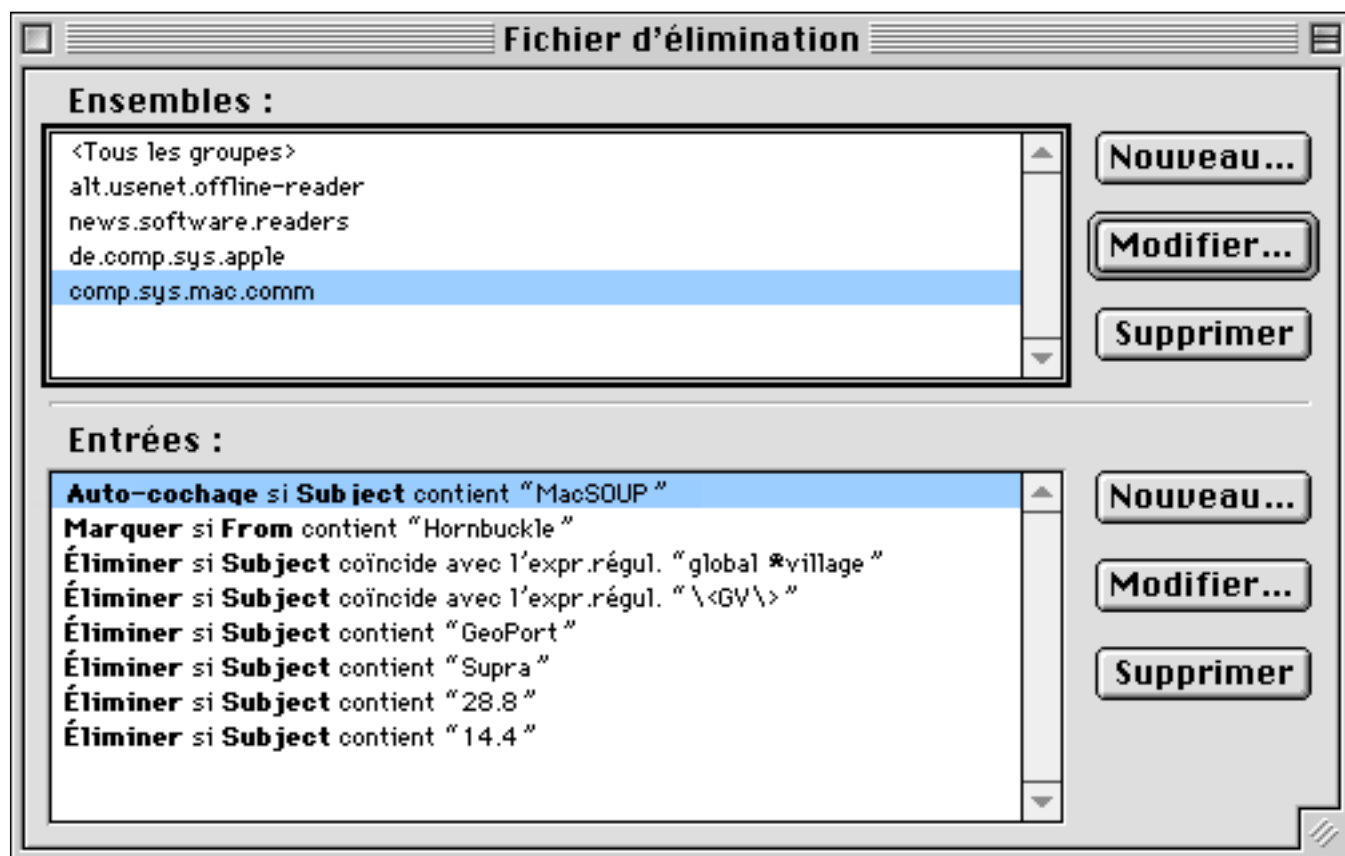 Fichier d'élimination
Ensembles :
<Tous les groupes>
alt.usenet.offline-reader
news.software.readers
de.comp.sys.apple
comp.sys.mac.comm
Nouveau...
Modifier...
Supprimer
Entrées :
Auto-cochage si Subject contient "MacSOUP"
Marquer si From contient "Hornbuckle"
Éliminer si Subject coïncide avec l'expr.régul. "global *village"
Éliminer si Subject coïncide avec l'expr.régul. "\<GV\>"
Éliminer si Subject contient "GeoPort"
Éliminer si Subject contient "Supra"
Éliminer si Subject contient "28.8"
Éliminer si Subject contient "14.4"
Nouveau...
Modifier...
Supprimer